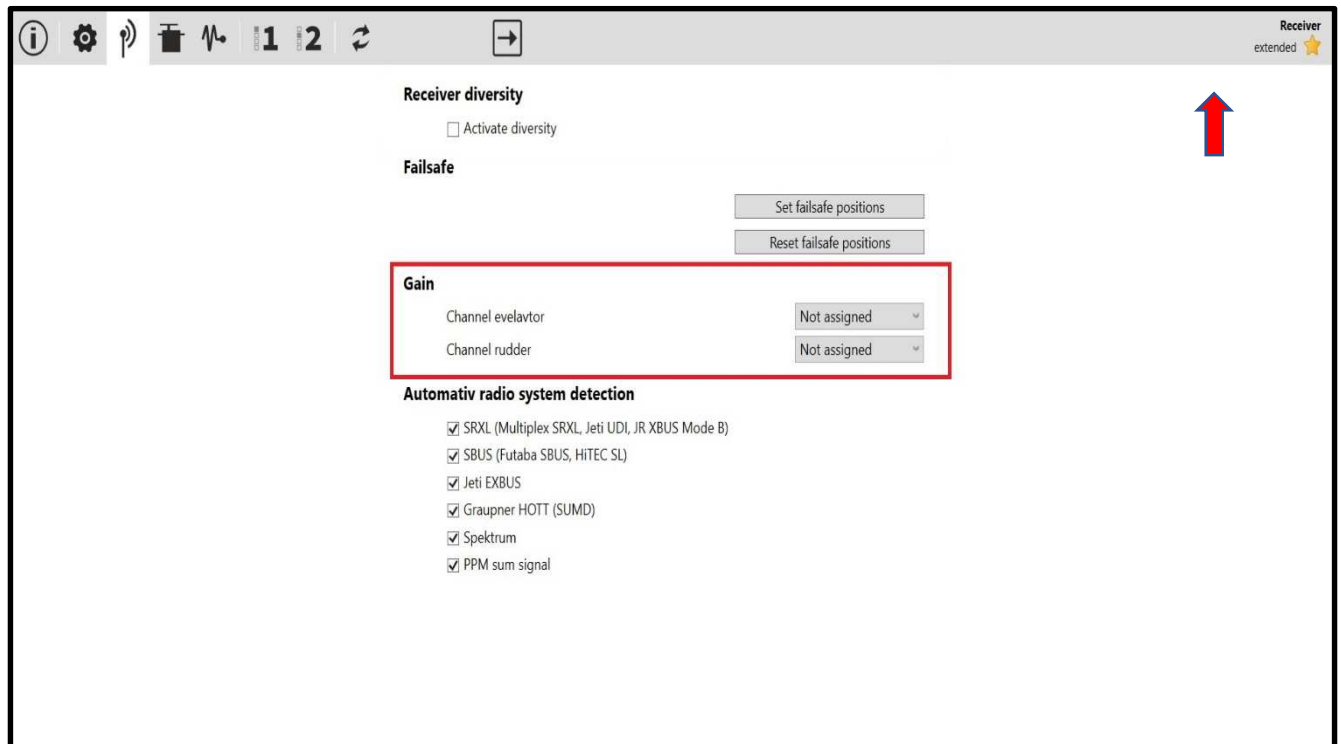 1 2
Receiver
extended
Receiver diversity
Activate diversity
Failsafe
Set failsafe positions
Reset failsafe positions
Gain
Channel evelavtor Not assigned
Channel rudder Not assigned
Automativ radio system detection
SRXL (Multiplex SRXL, Jeti UDI, JR XBUS Mode B)
SBUS (Futaba SBUS, HiTEC SL)
Jeti EXBUS
Graupner HOTT (SUMD)
Spektrum
PPM sum signal